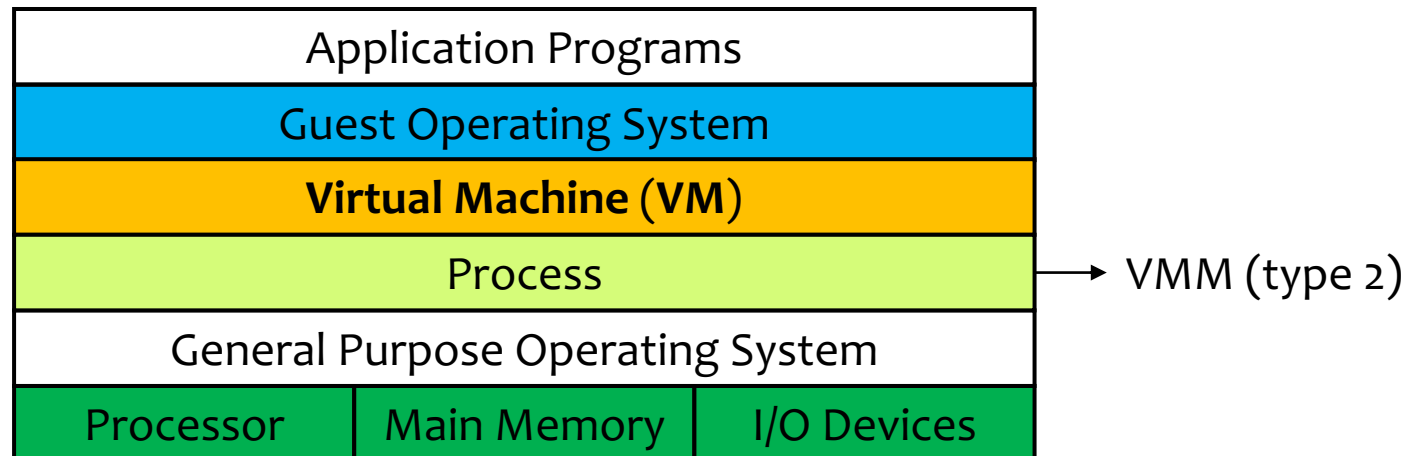 Application Programs
Guest Operating System
Virtual Machine (VM)
Process
VMM (type 2)
General Purpose Operating System
Processor
Main Memory
I/O Devices